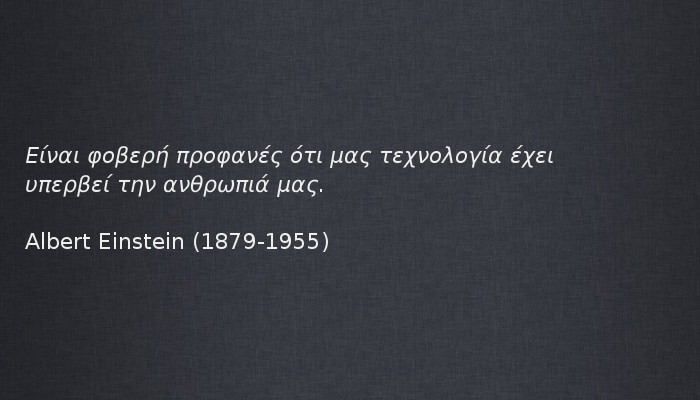 Είναι φοβερή προφανές ότι μας τεχνολογία έχει
υπερβεί την ανθρωπιά μας.
Albert Einstein (1879-1955)